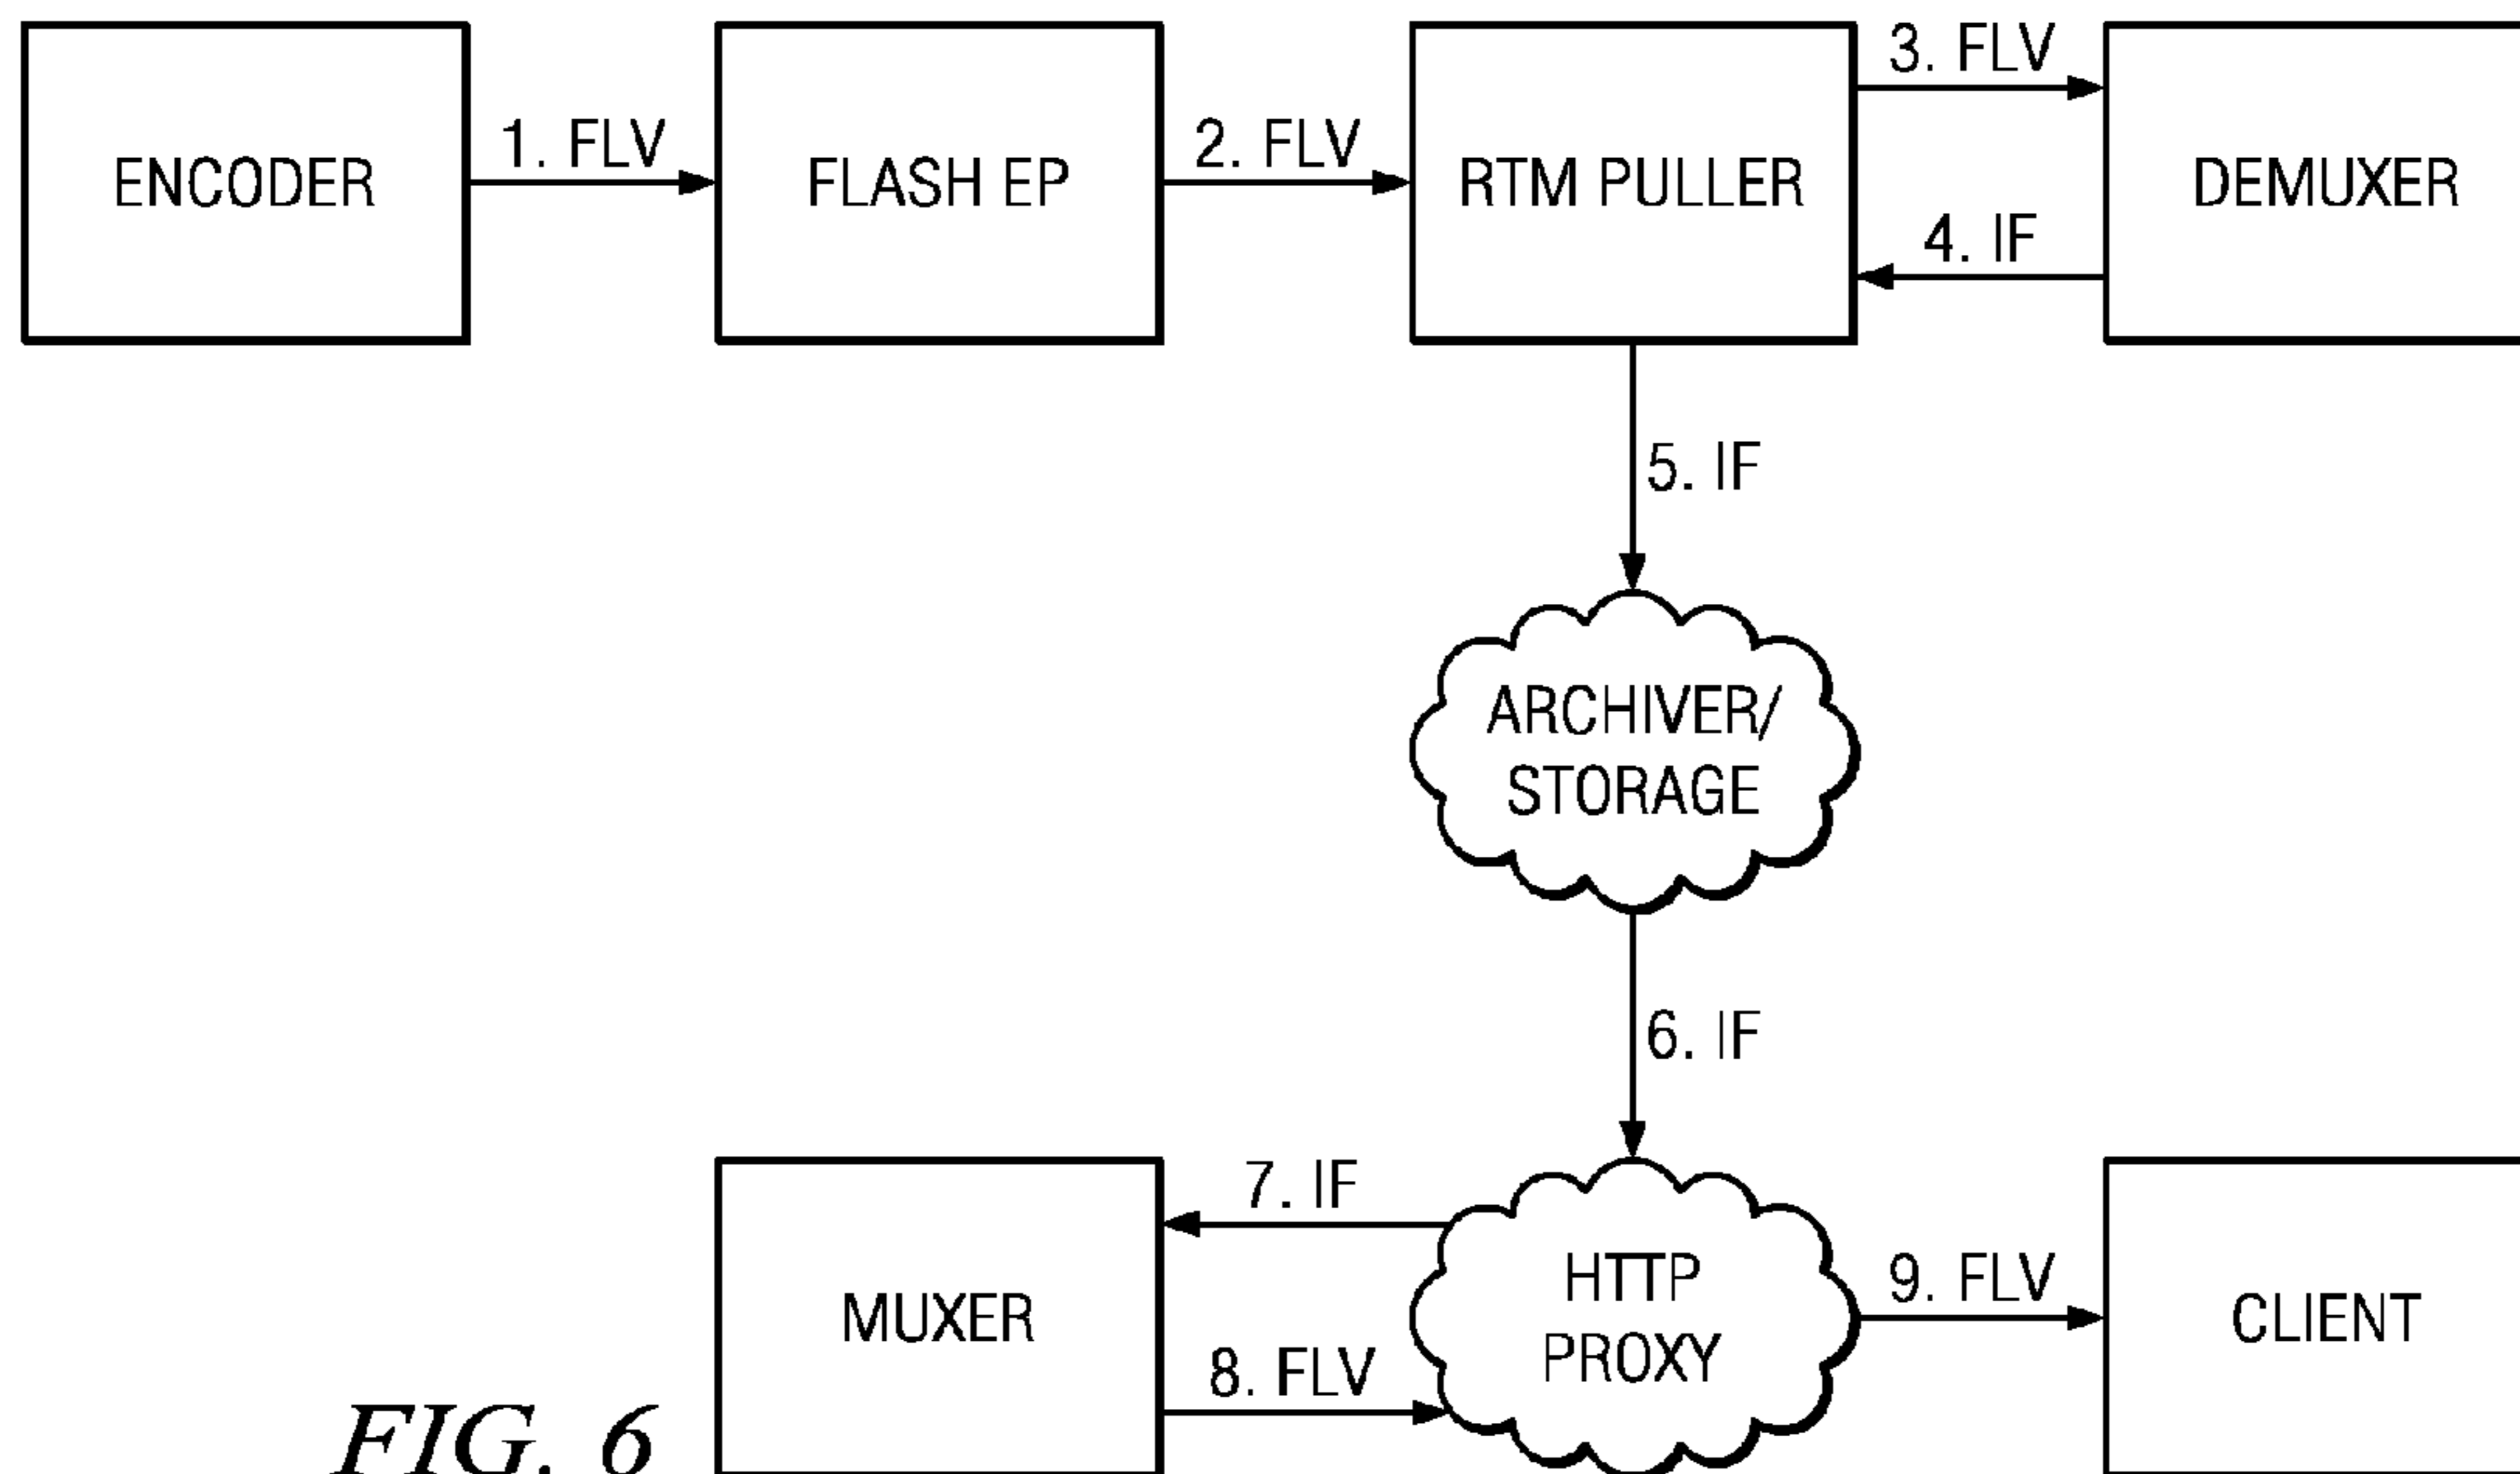 3. FLV
1. FLV
2. FLV
ENCODER
FLASH EP
RTM PULLER
DEMUXER
4. IF
5. IF
ARCHIVER/
STORAGE
6. IF
7. IF
HTTP
PROXY
9. FLV
MUXER
CLIENT
8. FLV
FIG. 6